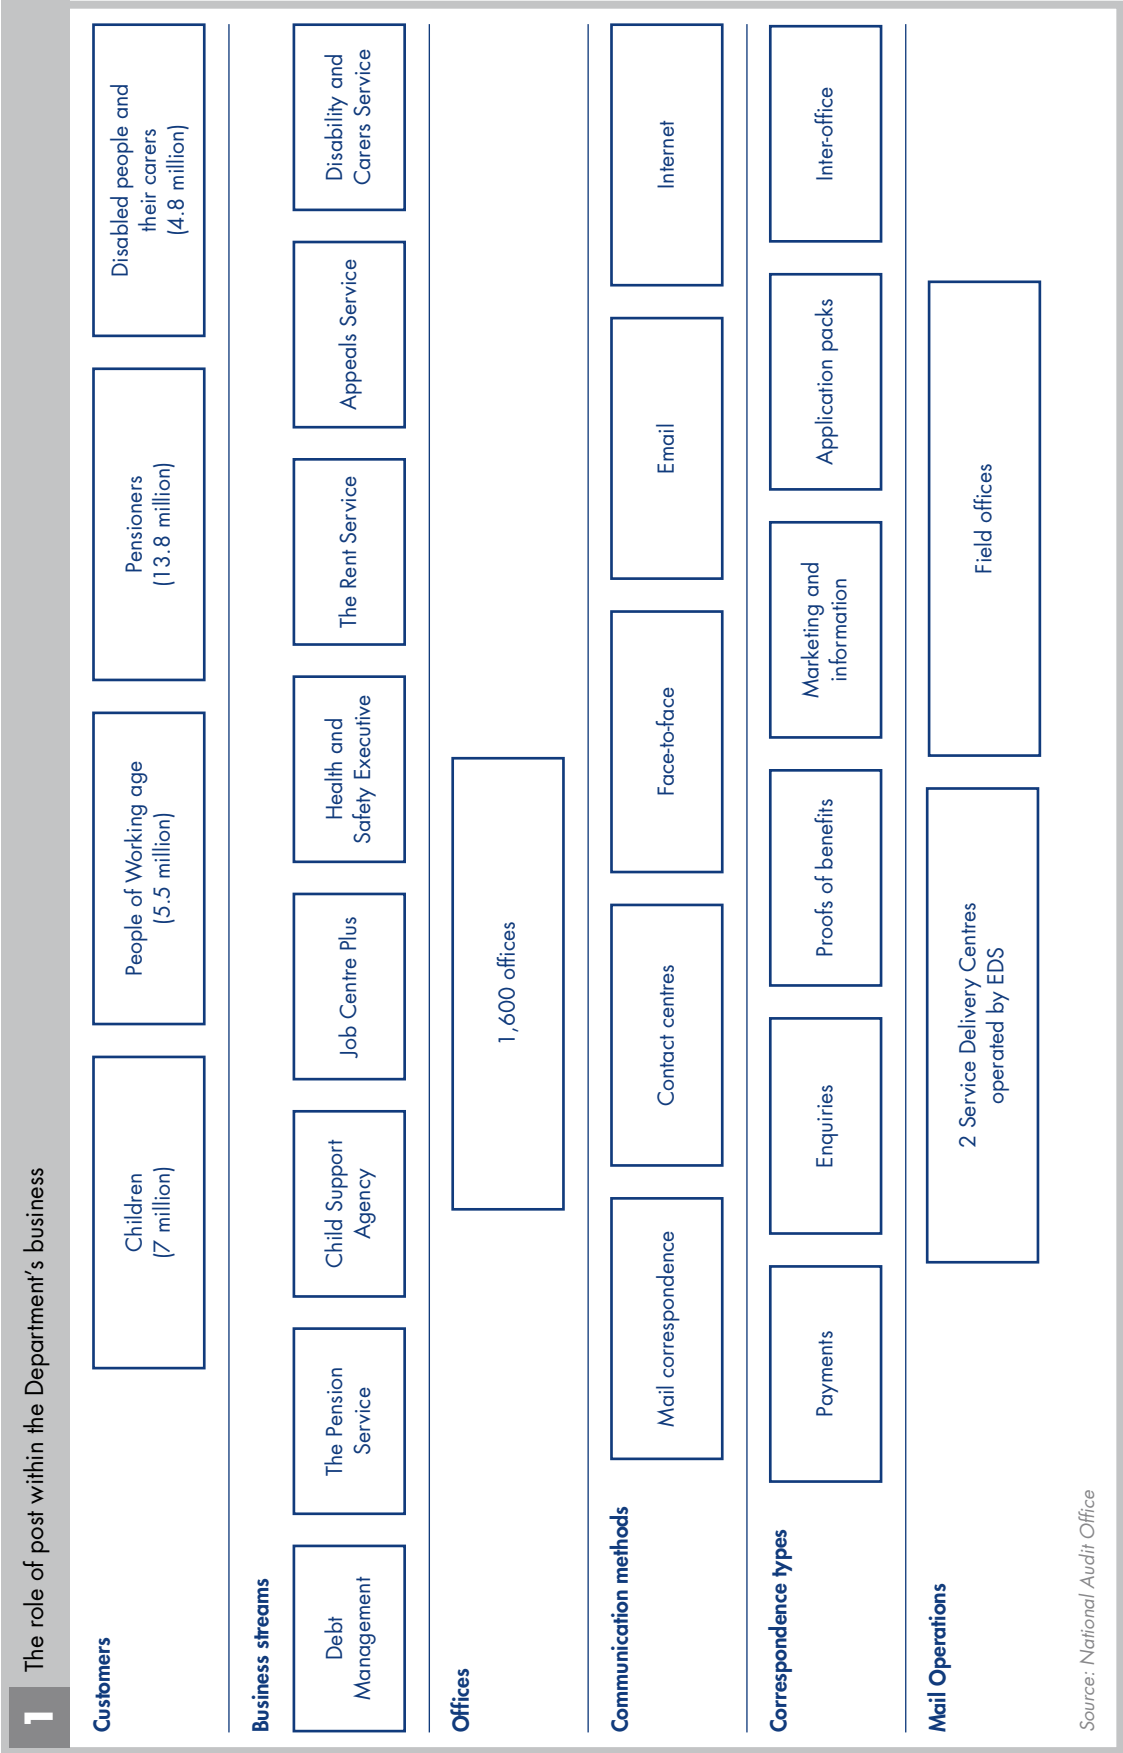 1
The role of post within the Department's business
Customers
Children
(7 million)
People of Working age
(5.5 million)
Pensioners
(13.8 million)
Disabled people and
their carers
(4.8 million)
Business streams
Debt
Management
The Pension
Service
Child Support
Agency
Job Centre Plus
Health and
Safety Executive
The Rent Service
Appeals Service
Disability and
Carers Service
Offices
1,600 offices
Communication methods
Mail correspondence
Contact centres
Face-to-face
Email
Internet
Correspondence types
Payments
Enquiries
Proofs of benefits
Marketing and
information
Application packs
Inter-office
Mail Operations
2 Service Delivery Centres
operated by EDS
Field offices
Source: National Audit Office